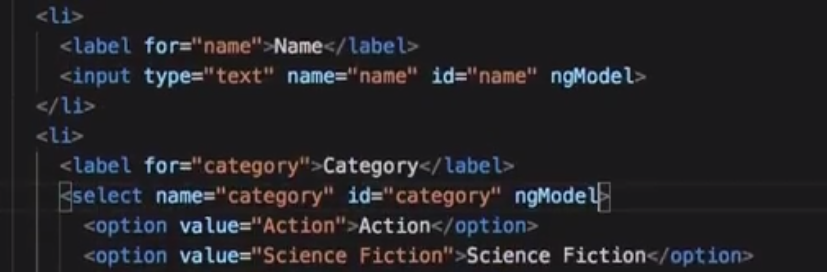 <li>
<label for="name">Name</label>
<input type="text" name="name" id="name" ngModel>
</li>
<li>
<label for="category">Category</label>
<select name="category" id="category" ngModel>
<option value="Action">Action</option>
<option value="Science Fiction">Science Fiction</option>